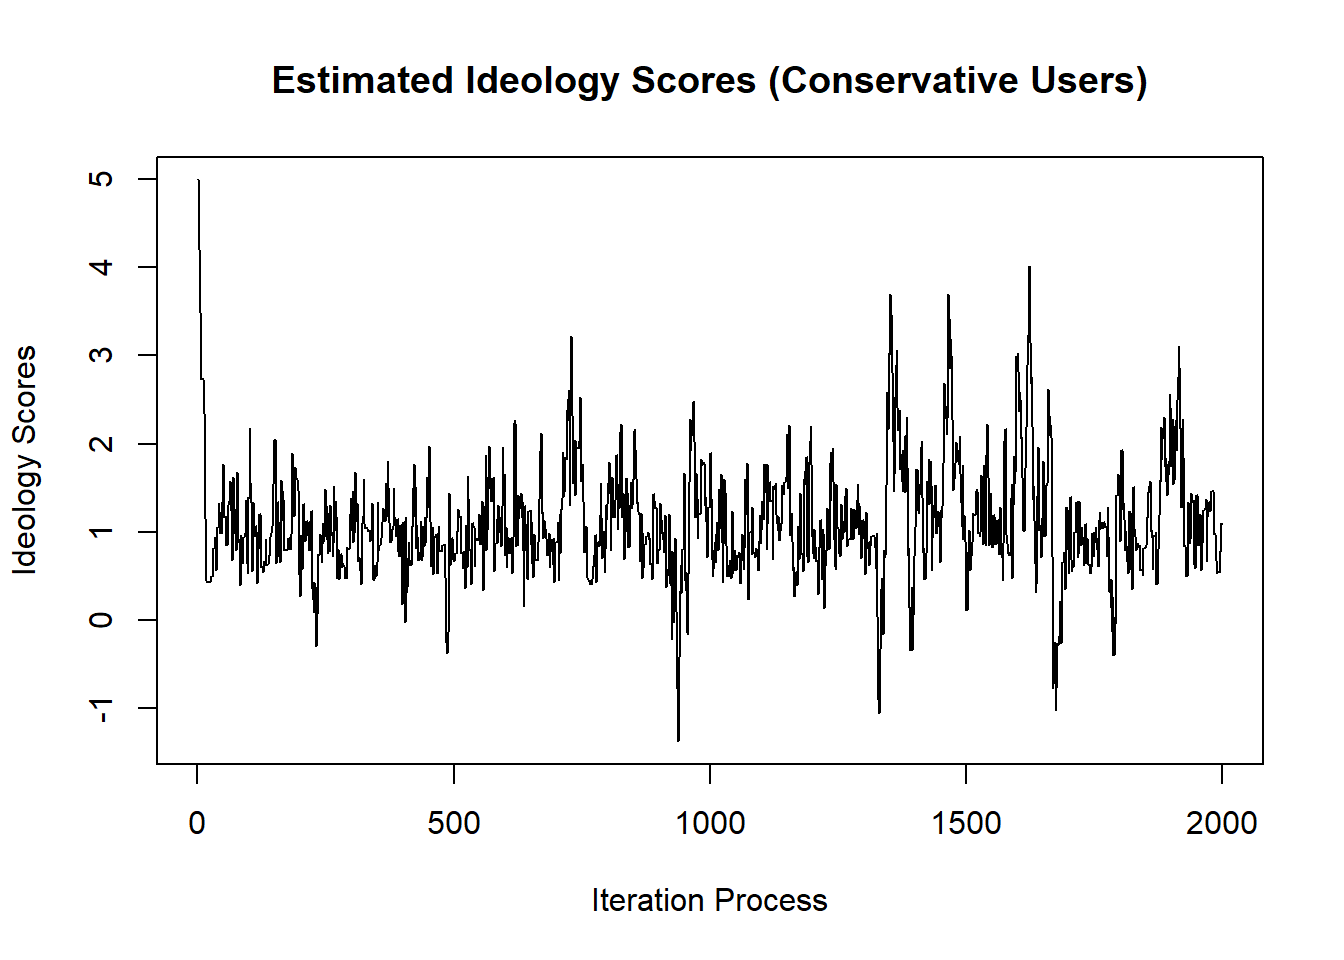 Estimated Ideology Scores (Conservative Users)
5
4
3
2
1
0
-1
Ideology Scores
0 500 1000 1500 2000
Iteration Process